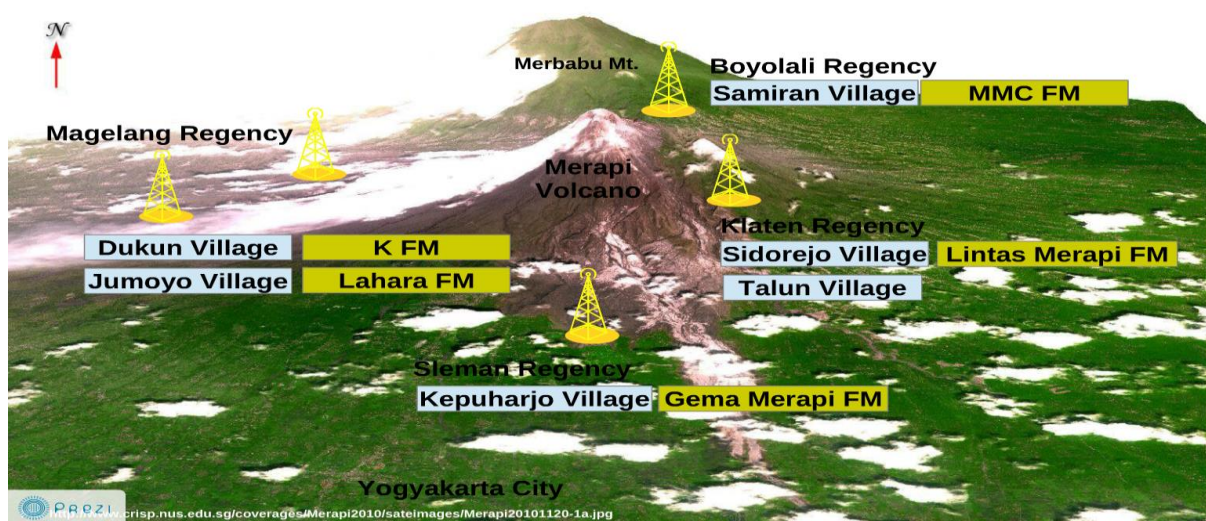 N
Merbabu Mt.
Boyolali Regency
Samiran Village MMC FM
Magelang Regency
Merapi
Volcano
Dukun Village K FM
Jumoyo Village Lahara FM
Klaten Regency
Sidorejo Village Lintas Merapi FM
Talun Village
Sleman Regency
Kepuharjo Village Gema Merapi FM
Yogyakarta City
Prezi
http://www.crisp.nus.edu.sg/coverages/Merapi2010/sateimages/Merapi20101120-1a.jpg